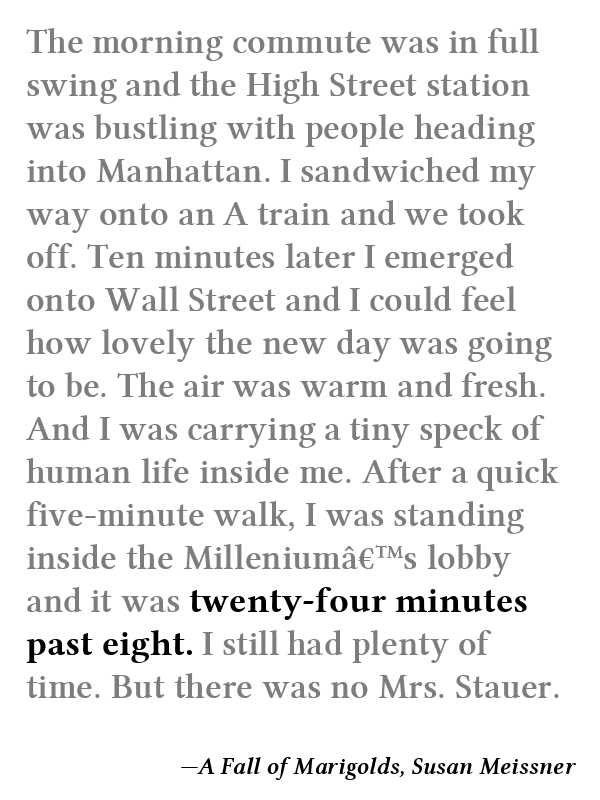 The morning commute was in full
swing and the High Street station
was bustling with people heading
into Manhattan. I sandwiched my
way onto an A train and we took
off. Ten minutes later I emerged
onto Wall Street and I could feel
how lovely the new day was going
to be. The air was warm and fresh.
And I was carrying a tiny speck of
human life inside me. After a quick
five-minute walk, I was standing
inside the Milleniumâ€™s lobby
and it was twenty-four minutes
past eight. I still had plenty of
time. But there was no Mrs. Stauer.
—A Fall of Marigolds, Susan Meissner